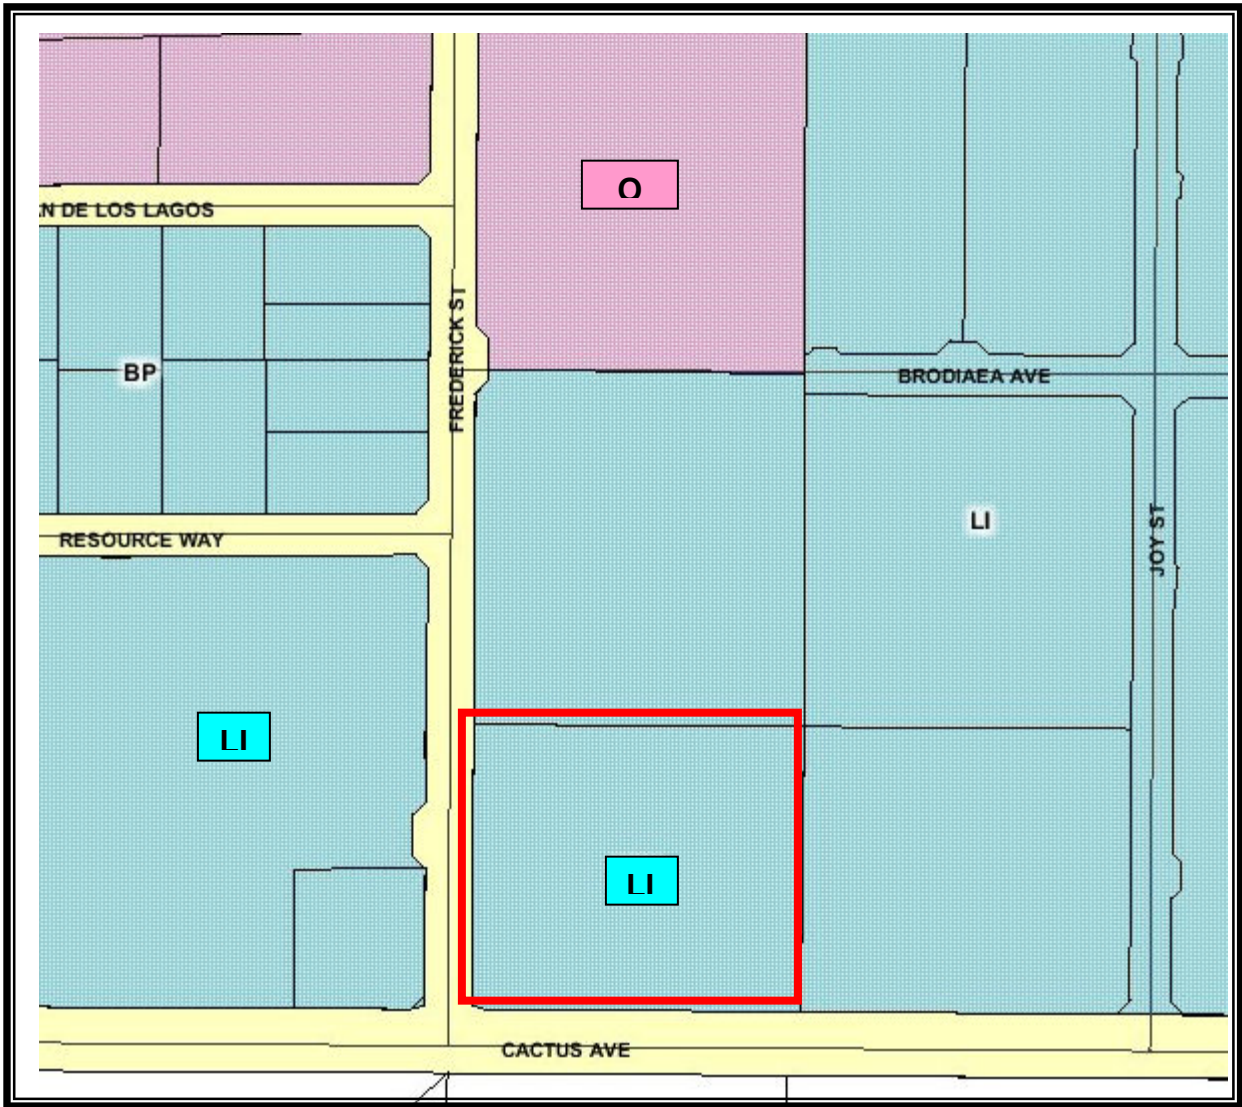 O
N DE LOS LAGOS
FREDERICK ST
BP
BRODIAEA AVE
LI
JOY ST
RESOURCE WAY
LI
LI
CACTUS AVE